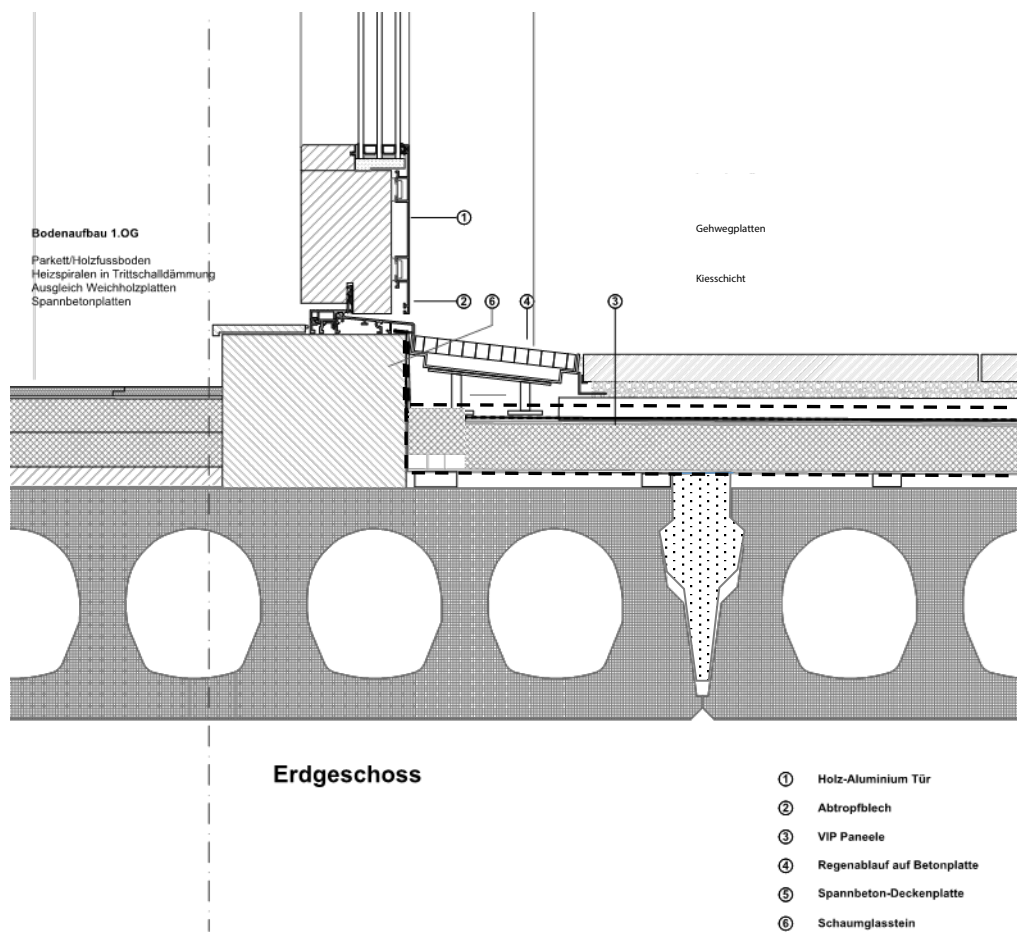 ①
Bodenaufbau 1.OG
Gehwegplatten
Parkett/Holzfussboden
Heizspiralen in Trittschalldämmung
Ausgleich Weichholzplatten
Spannbetonplatten
Kiesschicht
② ⑥ ④ ③
Erdgeschoss
① Holz-Aluminium Tür
② Abtropfblech
③ VIP Paneele
④ Regenablauf auf Betonplatte
⑤ Spannbeton-Deckenplatte
⑥ Schaumglasstein